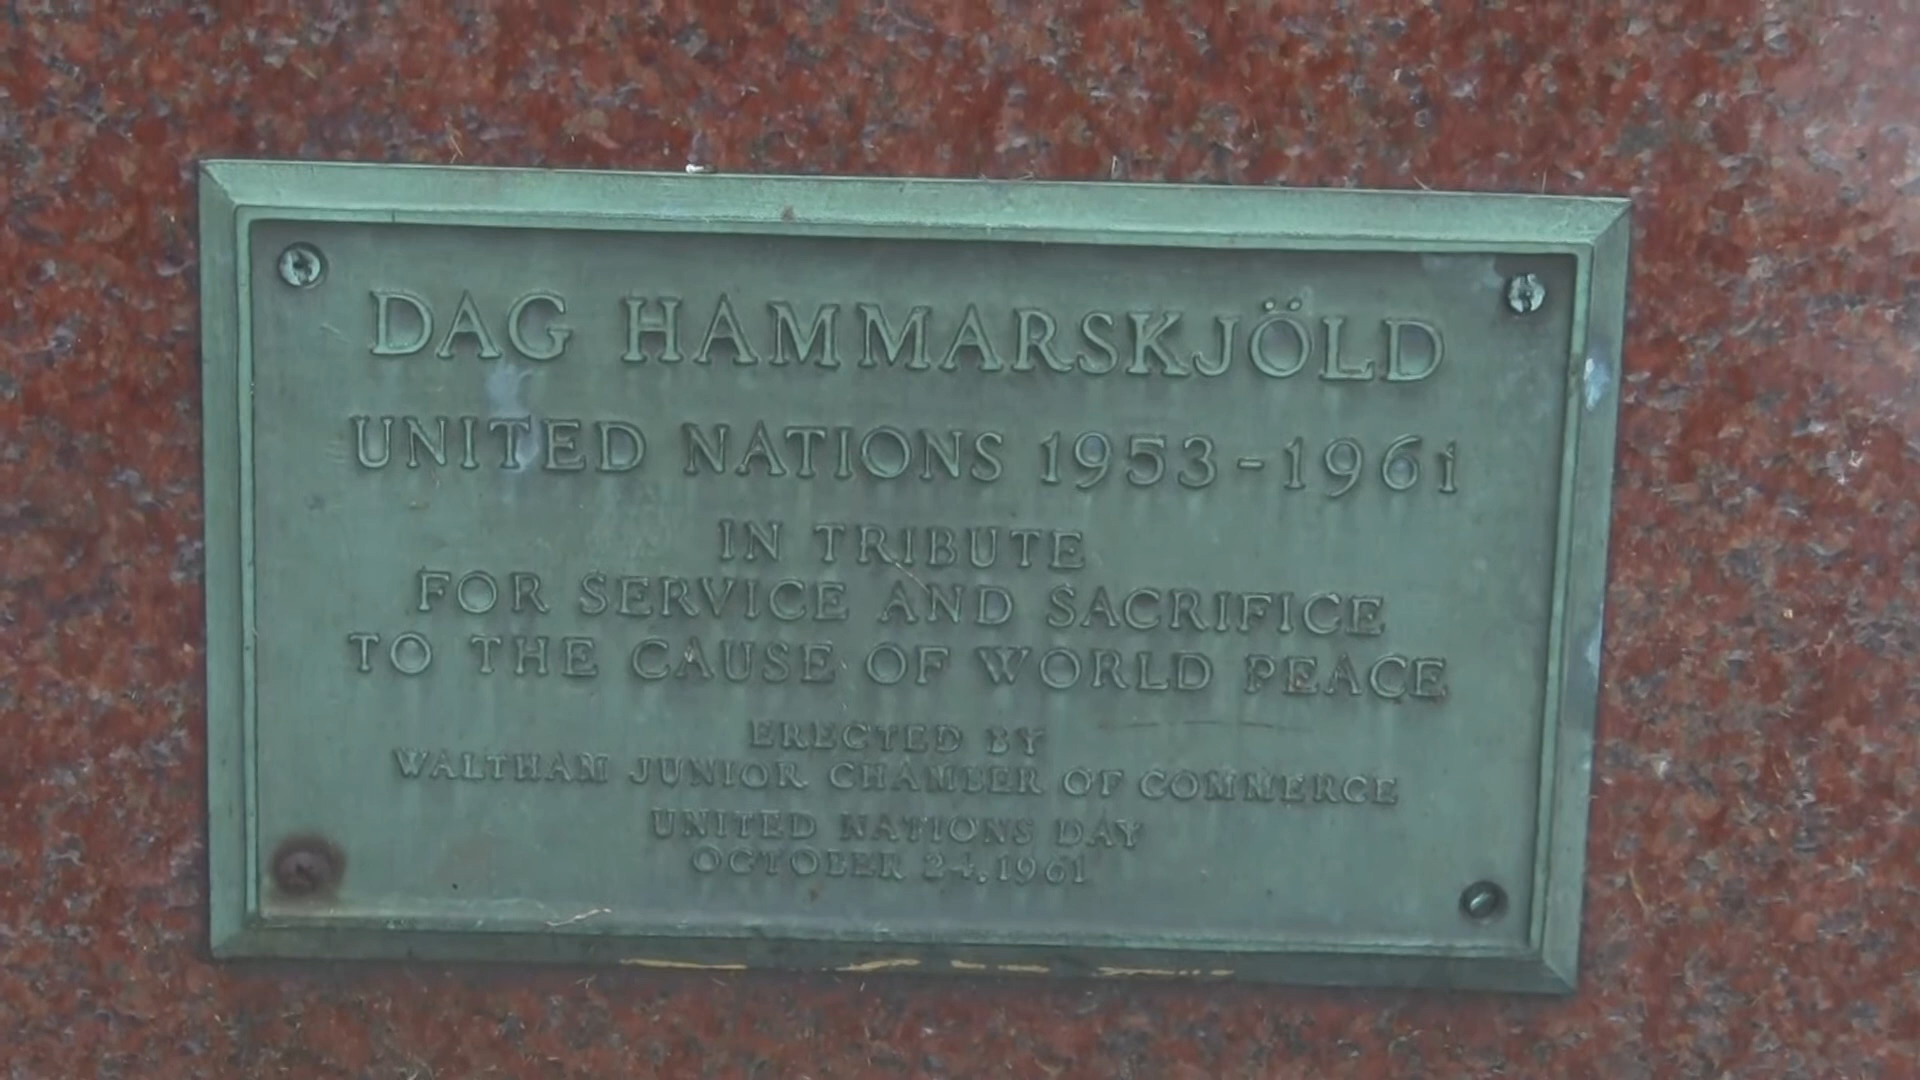 DAG HAMMARSKJÖLD
UNITED NATIONS 1953-1961
IN TRIBUTE
FOR SERVICE AND SACRIFICE
TO THE CAUSE OF WORLD PEACE
ERECTED BY
WALTHAM JUNIOR CHAMBER OF COMMERCE
UNITED NATIONS DAY
OCTOBER 24, 1961